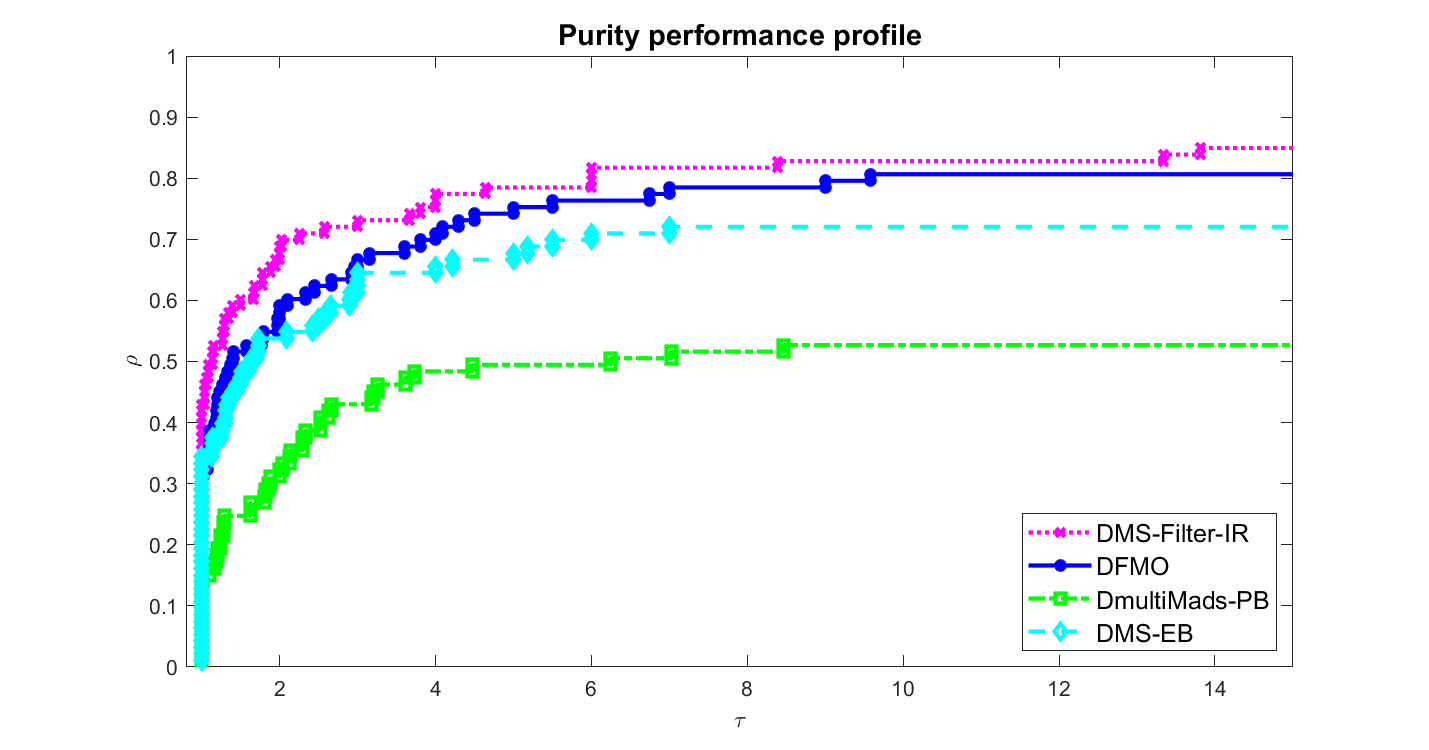 Purity performance profile
1
0.9
0.8
0.7
0.6
0.5
0.4
0.3
0.2
0.1
0
ρ
2 4 6 8 10 12 14
τ
DMS-Filter-IR
DFMO
DmultiMads-PB
DMS-EB